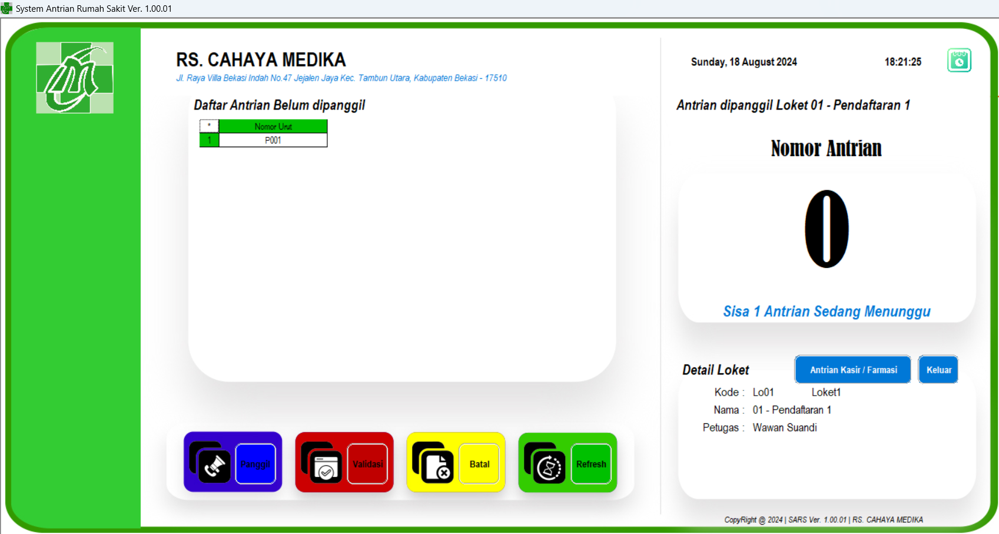 System Antrian Rumah Sakit Ver. 1.00.01
RS. CAHAYA MEDIKA
Jl. Raya Villa Bekasi Indah No.47 Jejalen Jaya Kec. Tambun Utara, Kabupaten Bekasi - 17510
Sunday, 18 August 2024
18:21:25
Daftar Antrian Belum dipanggil
* Nomor Urut
1 P001
Antrian dipanggil Loket 01 - Pendaftaran 1
Nomor Antrian
0
Sisa 1 Antrian Sedang Menunggu
Detail Loket
Antrian Kasir / Farmasi
Keluar
Kode : Lo01 Loket1
Nama : 01 - Pendaftaran 1
Petugas : Wawan Suandi
Panggil
Validasi
Batal
Refresh
CopyRight @ 2024 | SARS Ver. 1.00.01 | RS. CAHAYA MEDIKA